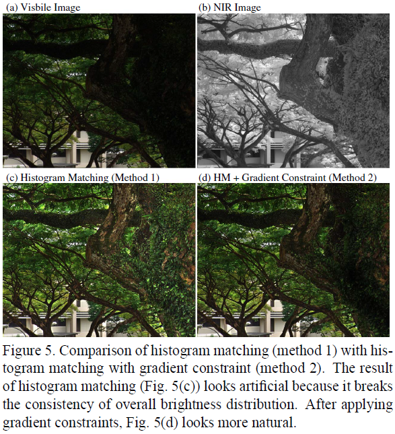 (a) Visbile Image
(b) NIR Image
(c) Histogram Matching (Method 1)
(d) HM + Gradient Constraint (Method 2)
Figure 5. Comparison of histogram matching (method 1) with his-
togram matching with gradient constraint (method 2). The result
of histogram matching (Fig. 5(c)) looks artificial because it breaks
the consistency of overall brightness distribution. After applying
gradient constraints, Fig. 5(d) looks more natural.